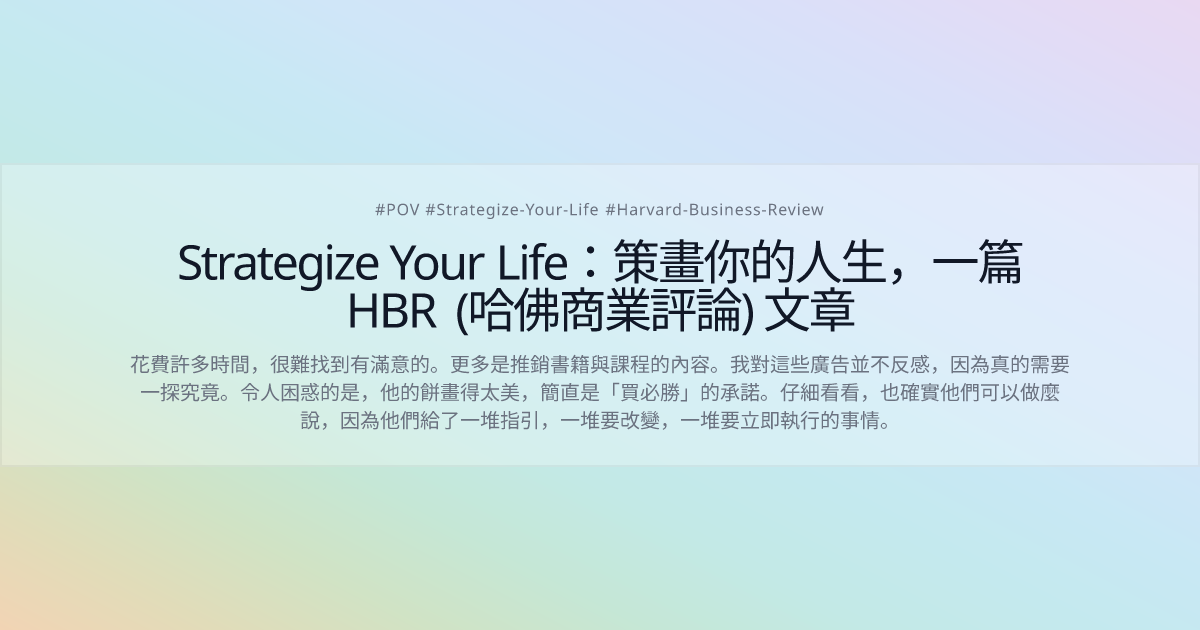 #POV #Strategize-Your-Life #Harvard-Business-Review
Strategize Your Life：策畫你的人生，一篇
HBR (哈佛商業評論) 文章
花費許多時間，很難找到有滿意的。更多是推銷書籍與課程的內容。我對這些廣告並不反感，因為真的需要
一探究竟。令人困惑的是，他的餅畫得太美，簡直是「買必勝」的承諾。仔細看看，也確實他們可以做麼
說，因為他們給了一堆指引，一堆要改變，一堆要立即執行的事情。